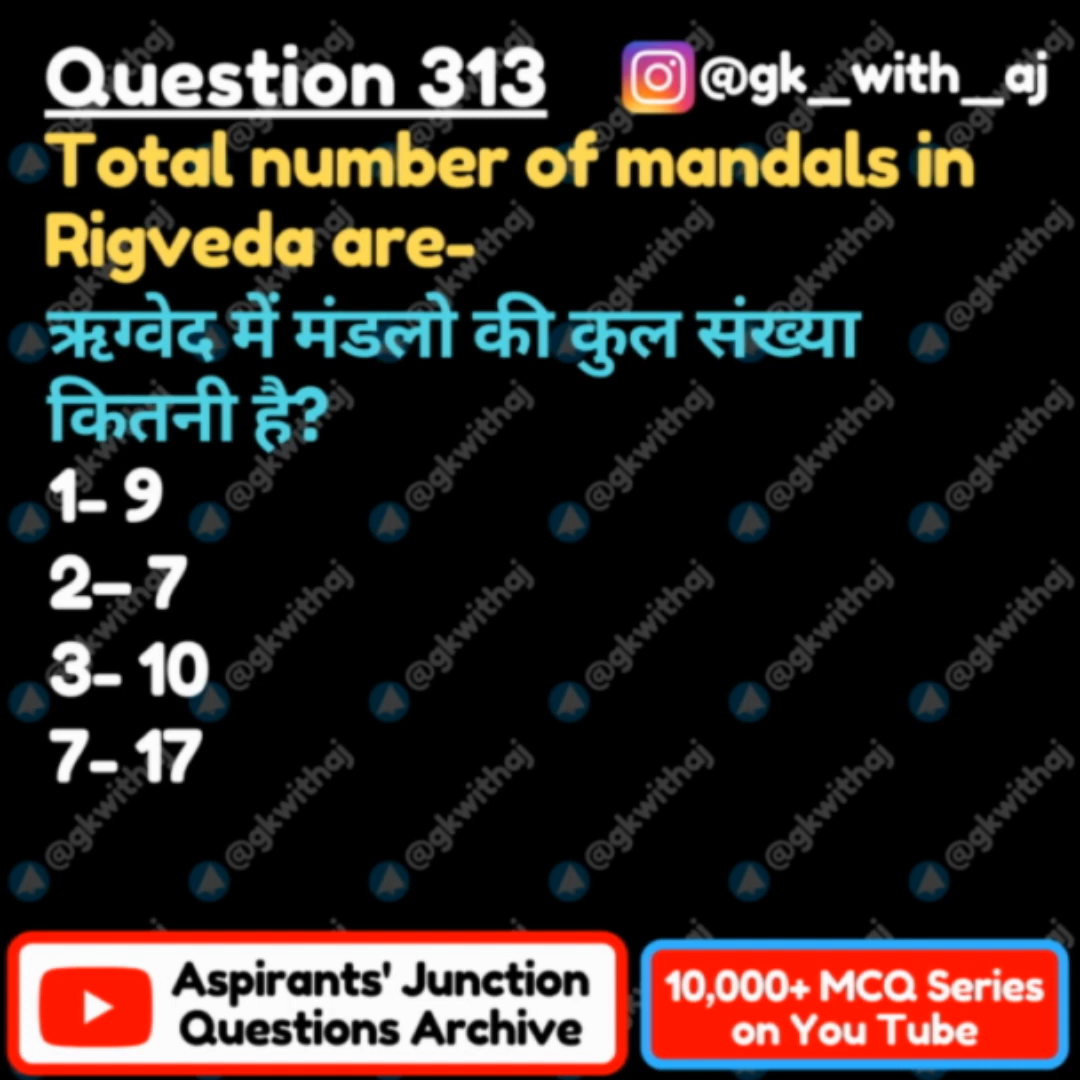 Question 313 @gk_with_aj
Total number of mandals in
Rigveda are-
ऋग्वेद में मंडलो की कुल संख्या
कितनी है?
1- 9
2- 7
3- 10
7- 17
Aspirants' Junction
Questions Archive
10,000+ MCQ Series
on You Tube
@gkwithaj